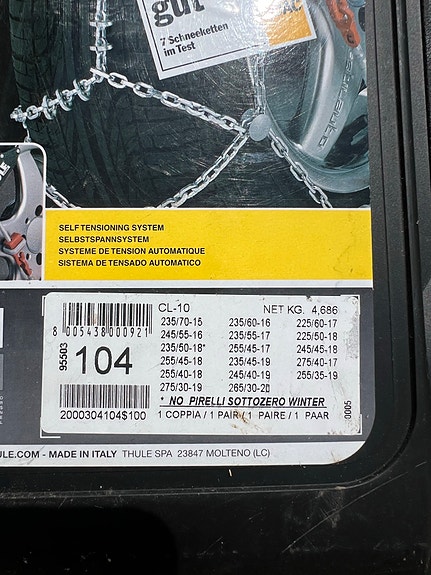 gut
7 Schneeketten
im Test
SELF TENSIONING SYSTEM
SELBSTSPANNSYSTEM
SYSTEME DE TENSION AUTOMATIQUE
SISTEMA DE TENSADO AUTOMATICO
CL-10 NET KG. 4,686
8 005438 000921
95503
104
2000304104$100
235/70-15 235/60-16 225/60-17
245/55-16 235/55-17 225/50-18
235/50-18* 255/45-17 245/45-18
255/45-18 235/45-19 275/40-17
255/40-18 245/40-19 255/35-19
275/30-19 265/30-20
* NO PIRELLI SOTTOZERO WINTER
1 COPPIA / 1 PAIR / 1 PAIRE / 1 PAAR
0005
ULE.COM - MADE IN ITALY THULE SPA 23847 MOLTENO (LC)